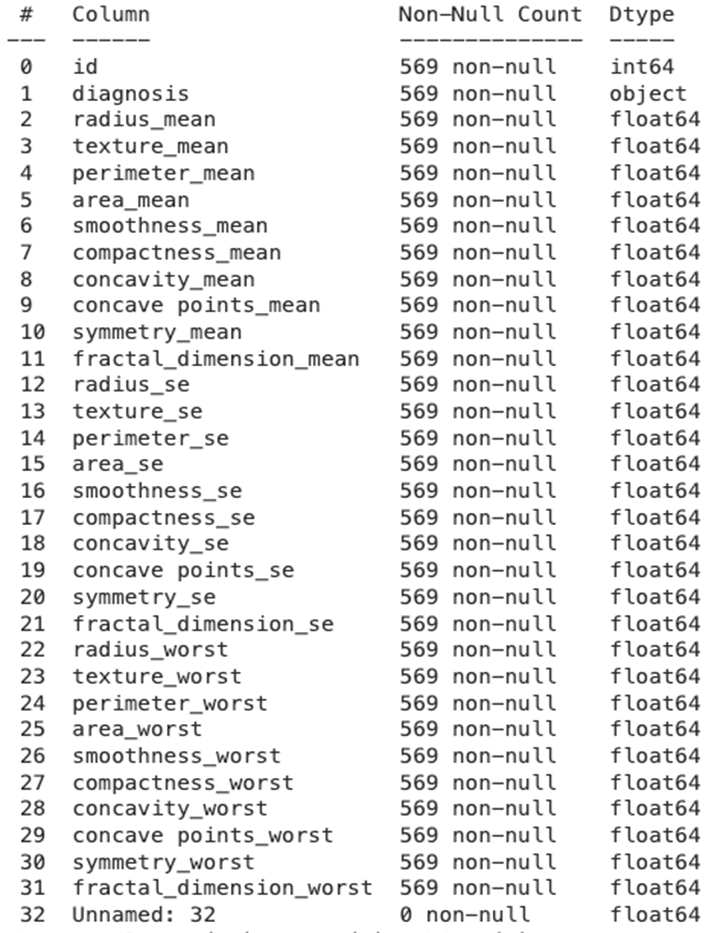 #   Column                   Non-Null Count  Dtype
---  ------                   --------------  -----
0   id                       569 non-null    int64
1   diagnosis                569 non-null    object
2   radius_mean              569 non-null    float64
3   texture_mean             569 non-null    float64
4   perimeter_mean           569 non-null    float64
5   area_mean                569 non-null    float64
6   smoothness_mean          569 non-null    float64
7   compactness_mean         569 non-null    float64
8   concavity_mean           569 non-null    float64
9   concave points_mean      569 non-null    float64
10  symmetry_mean            569 non-null    float64
11  fractal_dimension_mean   569 non-null    float64
12  radius_se                569 non-null    float64
13  texture_se               569 non-null    float64
14  perimeter_se             569 non-null    float64
15  area_se                  569 non-null    float64
16  smoothness_se            569 non-null    float64
17  compactness_se           569 non-null    float64
18  concavity_se             569 non-null    float64
19  concave points_se        569 non-null    float64
20  symmetry_se              569 non-null    float64
21  fractal_dimension_se     569 non-null    float64
22  radius_worst             569 non-null    float64
23  texture_worst            569 non-null    float64
24  perimeter_worst          569 non-null    float64
25  area_worst               569 non-null    float64
26  smoothness_worst         569 non-null    float64
27  compactness_worst        569 non-null    float64
28  concavity_worst          569 non-null    float64
29  concave points_worst     569 non-null    float64
30  symmetry_worst           569 non-null    float64
31  fractal_dimension_worst  569 non-null    float64
32  Unnamed: 32              0 non-null      float64